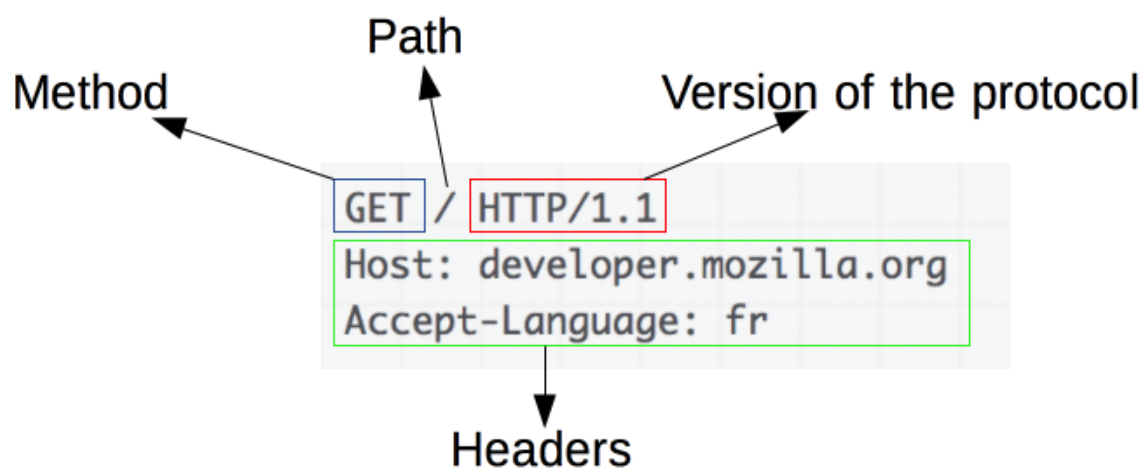 Path
Method
Version of the protocol
GET / HTTP/1.1
Host: developer.mozilla.org
Accept-Language: fr
Headers